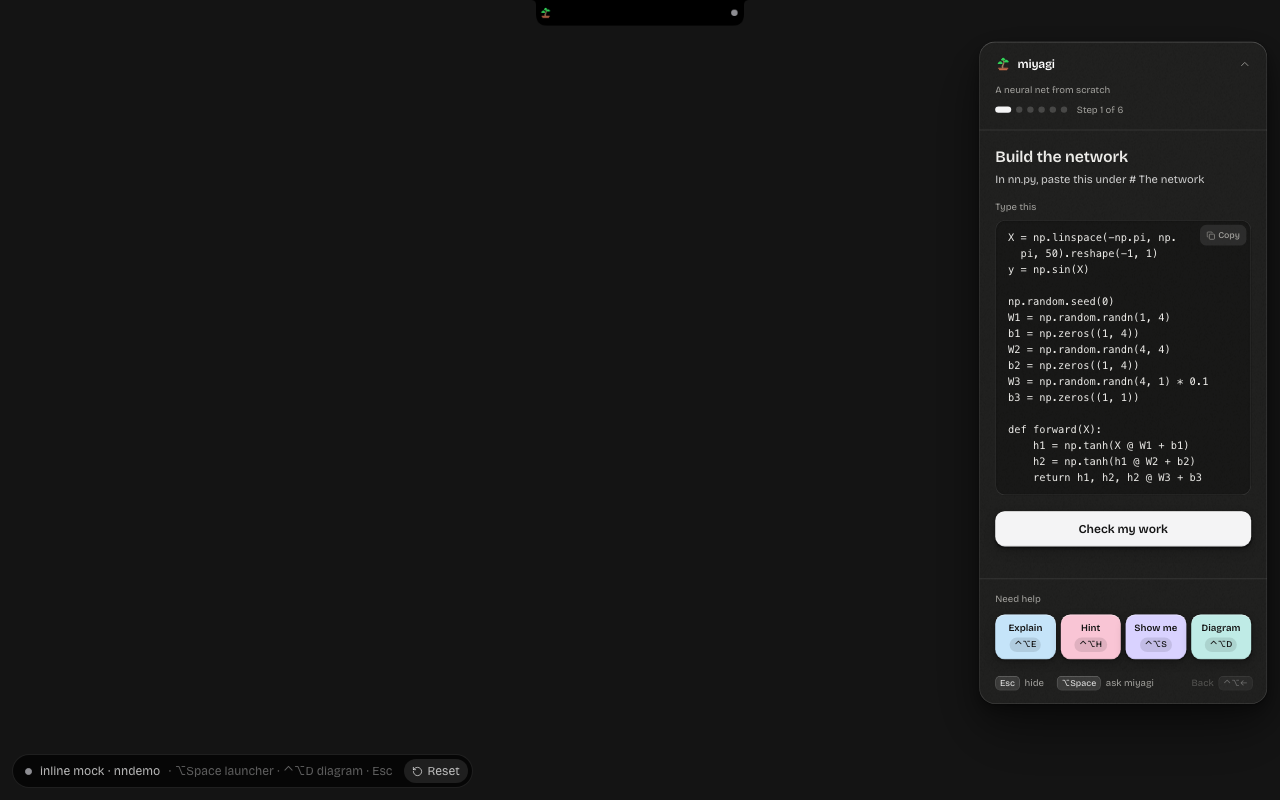 miyagi
A neural net from scratch
Step 1 of 6
Build the network
In nn.py, paste this under # The network
Type this
Copy
X = np.linspace(-np.pi, np.
pi, 50).reshape(-1, 1)
y = np.sin(X)
np.random.seed(0)
W1 = np.random.randn(1, 4)
b1 = np.zeros((1, 4))
W2 = np.random.randn(4, 4)
b2 = np.zeros((1, 4))
W3 = np.random.randn(4, 1) * 0.1
b3 = np.zeros((1, 1))
def forward(X):
h1 = np.tanh(X @ W1 + b1)
h2 = np.tanh(h1 @ W2 + b2)
return h1, h2, h2 @ W3 + b3
Check my work
Need help
Explain Hint Show me Diagram
⌃⌥E ⌃⌥H ⌃⌥S ⌃⌥D
Esc hide ⌥Space ask miyagi Back ⌃⌥←
inline mock · nndemo · ⌥Space launcher · ⌃⌥D diagram · Esc Reset